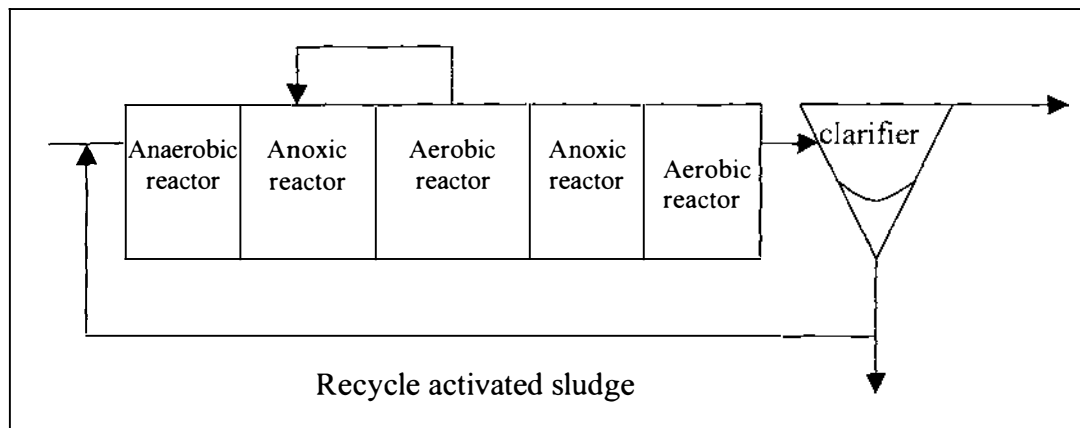 Anaerobic
reactor
Anoxic
reactor
Aerobic
reactor
Anoxic
reactor
Aerobic
reactor
clarifier
Recycle activated sludge